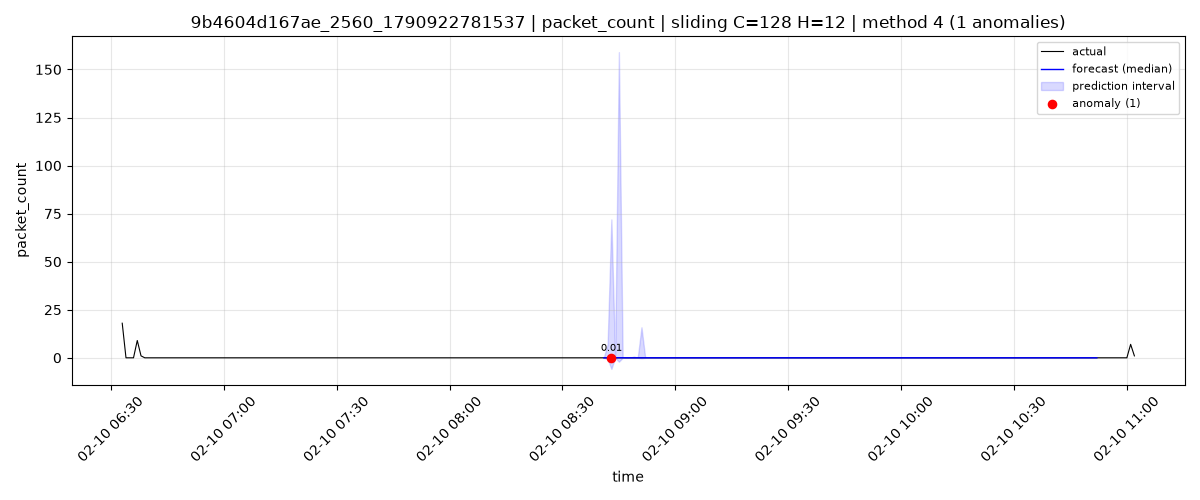 9b4604d167ae_2560_1790922781537 | packet_count | sliding C=128 H=12 | method 4 (1 anomalies)
actual
forecast (median)
prediction interval
anomaly (1)
packet_count
150
125
100
75
50
25
0
0.01
02-10 06:30
02-10 07:00
02-10 07:30
02-10 08:00
02-10 08:30
02-10 09:00
02-10 09:30
02-10 10:00
02-10 10:30
02-10 11:00
time